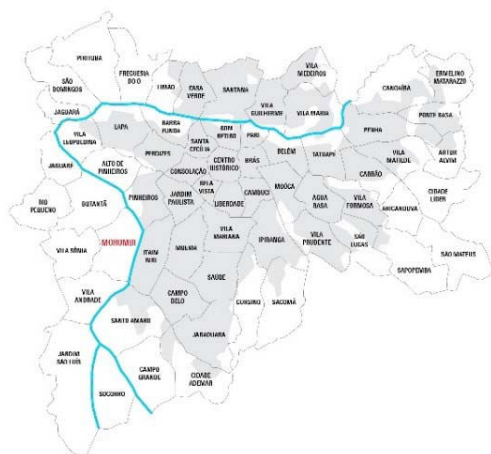 PIRITUBA
FREGUESIA
DO Ó
LIMÃO
CASA
VERDE
SANTANA
VILA
MEDEIROS
CANGAÍBA
ERMELINO
MATARAZZO
SÃO
DOMINGOS
JAGUARÁ
VILA
LEOPOLDINA
LAPA
BARRA
FUNDA
BOM
RETIRO
PARI
VILA
GUILHERME
VILA MARIA
PENHA
PONTE RASA
ARTUR
ALVIM
VILA
MATILDE
JAGUARÉ
ALTO DE
PINHEIROS
PERDIZES
SANTA
CECÍLIA
CONSOLAÇÃO
CENTRO
HISTÓRICO
BRÁS
BELÉM
TATUAPÉ
CARRÃO
CIDADE
LÍDER
RIO
PEQUENO
BUTANTÃ
PINHEIROS
JARDIM
PAULISTA
BELA
VISTA
LIBERDADE
CAMBUCI
MOÓCA
ÁGUA
RASA
VILA
FORMOSA
ARICANDUVA
VILA SÔNIA
MORUMBI
ITAIM
BIBI
MOEMA
VILA
MARIANA
IPIRANGA
VILA
PRUDENTE
SÃO
LUCAS
SÃO MATEUS
SAPOPEMBA
VILA
ANDRADE
SANTO AMARO
CAMPO
BELO
SAÚDE
CURSINO
SACOMÃ
JABAQUARA
JARDIM
SÃO LUÍS
SOCORRO
CAMPO
GRANDE
CIDADE
ADEMAR